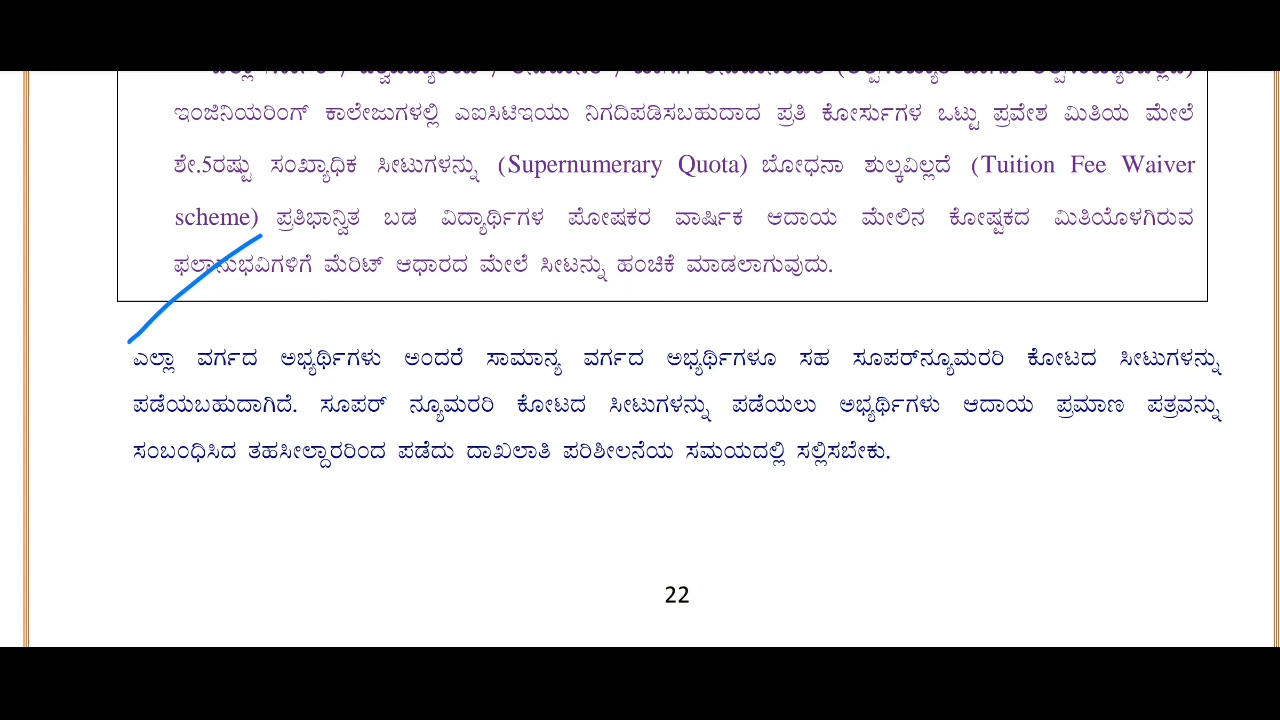 ಇಂಜಿನಿಯರಿಂಗ್ ಕಾಲೇಜುಗಳಲ್ಲಿ ಎಐಸಿಟಿಇಯು ನಿಗದಿಪಡಿಸಬಹುದಾದ ಪ್ರತಿ ಕೋರ್ಸುಗಳ ಒಟ್ಟು ಪ್ರವೇಶ ಮಿತಿಯ ಮೇಲೆ
ಶೇ.5ರಷ್ಟು ಸಂಖ್ಯಾಧಿಕ ಸೀಟುಗಳನ್ನು (Supernumerary Quota) ಬೋಧನಾ ಶುಲ್ಕವಿಲ್ಲದೆ (Tuition Fee Waiver
scheme) ಪ್ರತಿಭಾನ್ವಿತ ಬಡ ವಿದ್ಯಾರ್ಥಿಗಳ ಪೋಷಕರ ವಾರ್ಷಿಕ ಆದಾಯ ಮೇಲಿನ ಕೋಷ್ಟಕದ ಮಿತಿಯೊಳಗಿರುವ
ಫಲಾನುಭವಿಗಳಿಗೆ ಮೆರಿಟ್ ಆಧಾರದ ಮೇಲೆ ಸೀಟನ್ನು ಹಂಚಿಕೆ ಮಾಡಲಾಗುವುದು.
ಎಲ್ಲಾ ವರ್ಗದ ಅಭ್ಯರ್ಥಿಗಳು ಅಂದರೆ ಸಾಮಾನ್ಯ ವರ್ಗದ ಅಭ್ಯರ್ಥಿಗಳೂ ಸಹ ಸೂಪರ್‌ನ್ಯೂಮರರಿ ಕೋಟದ ಸೀಟುಗಳನ್ನು
ಪಡೆಯಬಹುದಾಗಿದೆ. ಸೂಪರ್ ನ್ಯೂಮರರಿ ಕೋಟದ ಸೀಟುಗಳನ್ನು ಪಡೆಯಲು ಅಭ್ಯರ್ಥಿಗಳು ಆದಾಯ ಪ್ರಮಾಣ ಪತ್ರವನ್ನು
ಸಂಬಂಧಿಸಿದ ತಹಸೀಲ್ದಾರರಿಂದ ಪಡೆದು ದಾಖಲಾತಿ ಪರಿಶೀಲನೆಯ ಸಮಯದಲ್ಲಿ ಸಲ್ಲಿಸಬೇಕು.
22